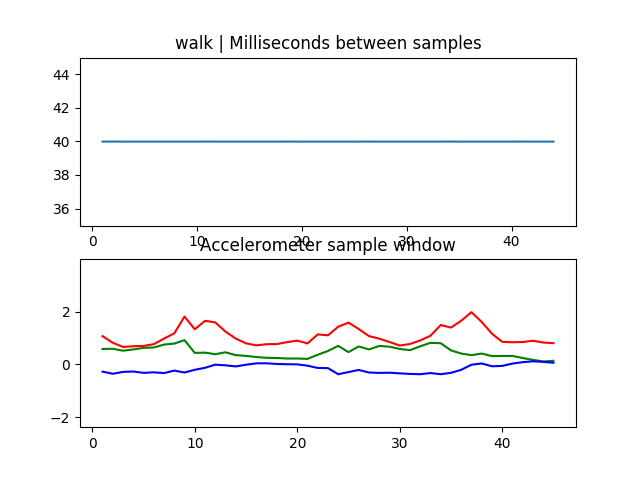 walk | Milliseconds between samples
44
42
40
38
36
0 10 20 30 40
Accelerometer sample window
2
0
−2
0 10 20 30 40